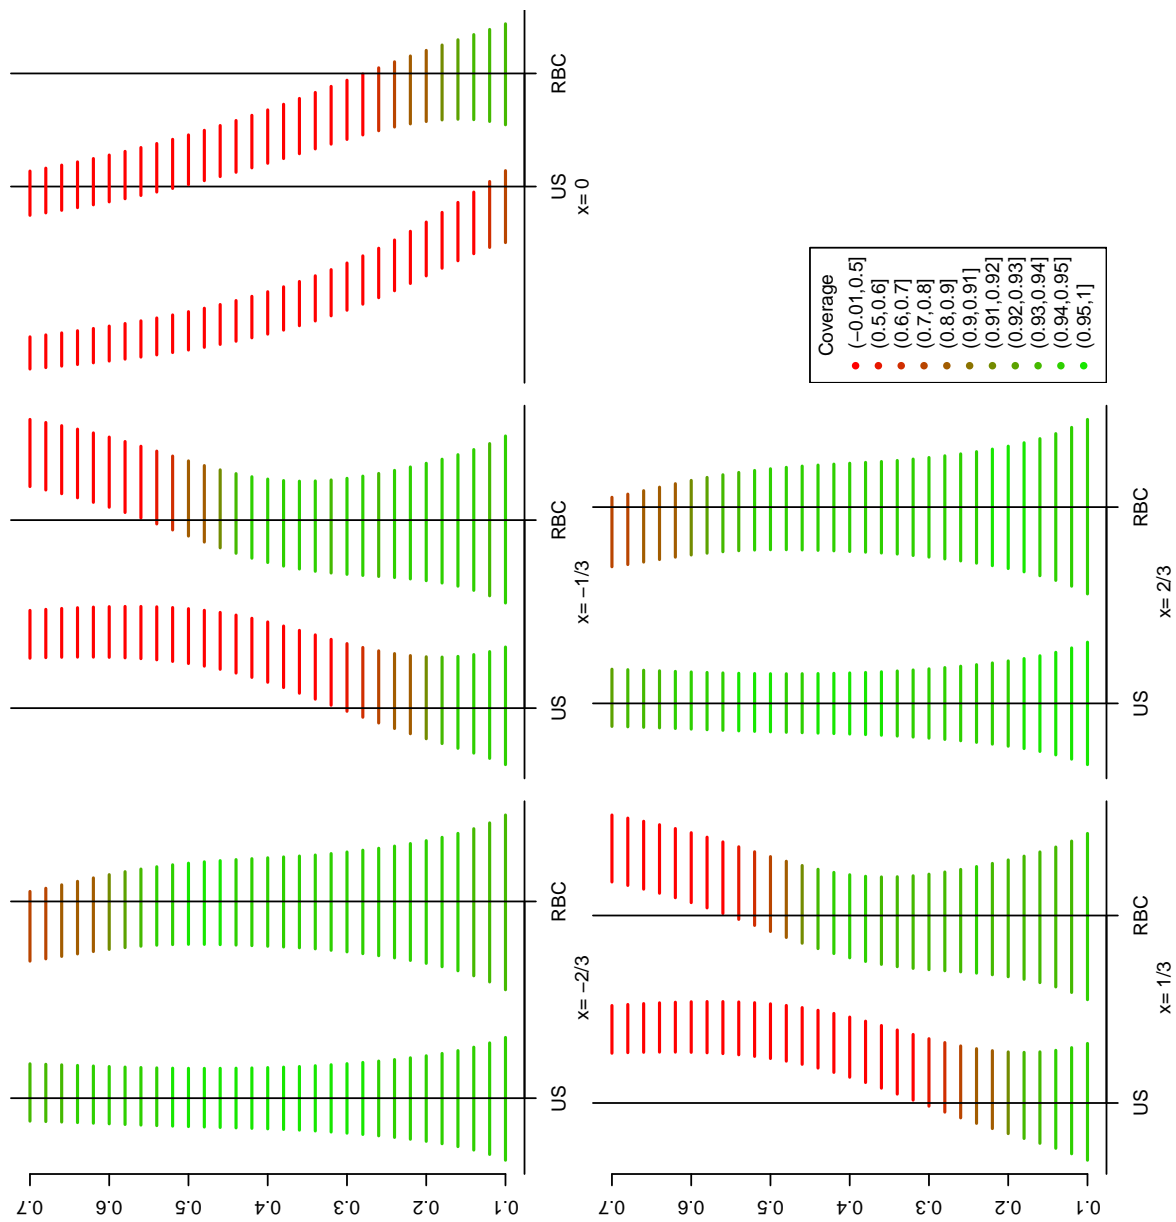 0.7
0.6
0.5
0.4
0.3
0.2
0.1
US
RBC
x= −2/3
US
RBC
x= −1/3
US
RBC
x= 0
0.7
0.6
0.5
0.4
0.3
0.2
0.1
US
RBC
x= 1/3
US
RBC
x= 2/3
Coverage
(−0.01,0.5]
(0.5,0.6]
(0.6,0.7]
(0.7,0.8]
(0.8,0.9]
(0.9,0.91]
(0.91,0.92]
(0.92,0.93]
(0.93,0.94]
(0.94,0.95]
(0.95,1]